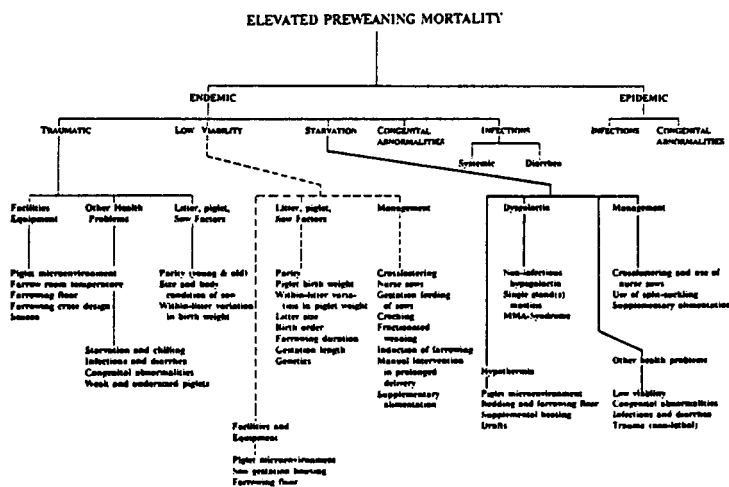 ELEVATED PREWEANING MORTALITY
ENDEMIC
EPIDEMIC
TRAUMATIC
LOW VIABILITY
STARVATION
CONGENITAL
ABNORMALITIES
INFECTIONS
INFECTIONS
CONGENITAL
ABNORMALITIES
Systemic
Diarrhea
Facilities
Equipment
Other Health
Problems
Litter, piglet,
Sow Factors
Litter, piglet,
Sow Factors
Management
Dysgalactia
Management
Piglet microenvironment
Farrow room temperature
Farrowing floor
Farrowing crate design
Season
Parity (young & old)
Size and body
condition of sow
Within-litter variation
in birth weight
Parity
Piglet birth weight
Within-litter varia-
tion in piglet weight
Litter size
Birth order
Farrowing duration
Gestation length
Genetics
Crossfostering
Nurse sows
Gestation feeding
of sows
Creching
Fractionated
weaning
Induction of farrowing
Manual intervention
in prolonged
delivery
Supplementary
alimentation
Non-infectious
hypogalactia
Single gland(s)
mastitis
MMA-Syndrome
Crossfostering and use of
nurse sows
Use of split-suckling
Supplementary alimentation
Starvation and chilling
Infections and diarrhea
Congenital abnormalities
Weak and undersized piglets
Hypothermia
Other health problems
Piglet microenvironment
Bedding and farrowing floor
Supplemental heating
Drafts
Low viability
Congenital abnormalities
Infections and diarrhea
Trauma (non-lethal)
Facilities and
Equipment
Piglet microenvironment
Sow gestation housing
Farrowing floor